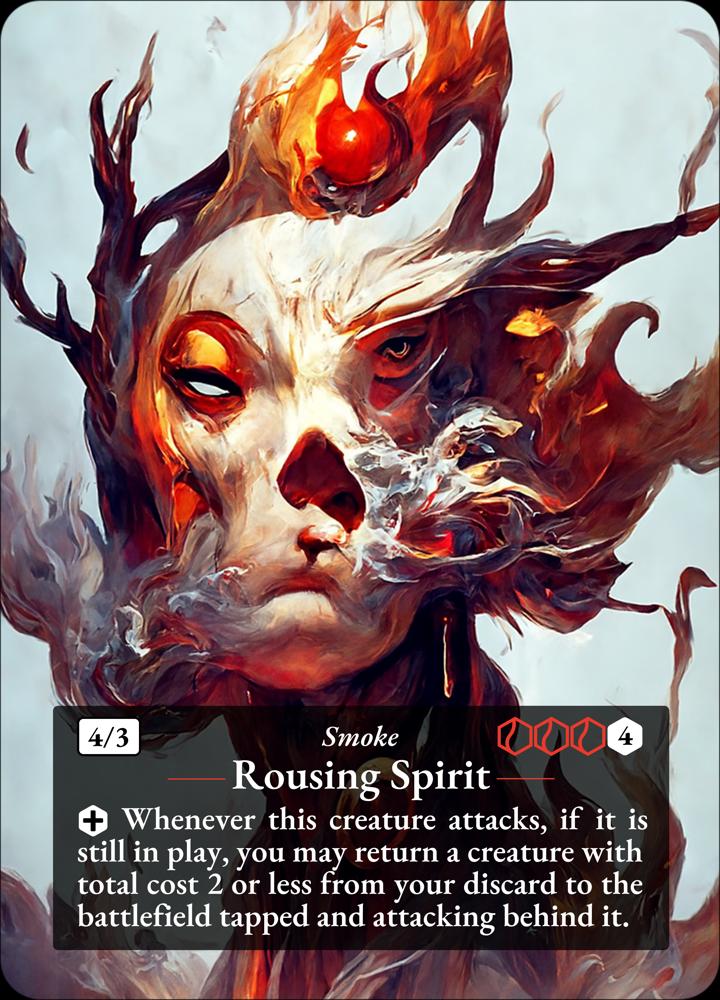 4/3
Smoke
4
Rousing Spirit
Whenever this creature attacks, if it is
still in play, you may return a creature with
total cost 2 or less from your discard to the
battlefield tapped and attacking behind it.